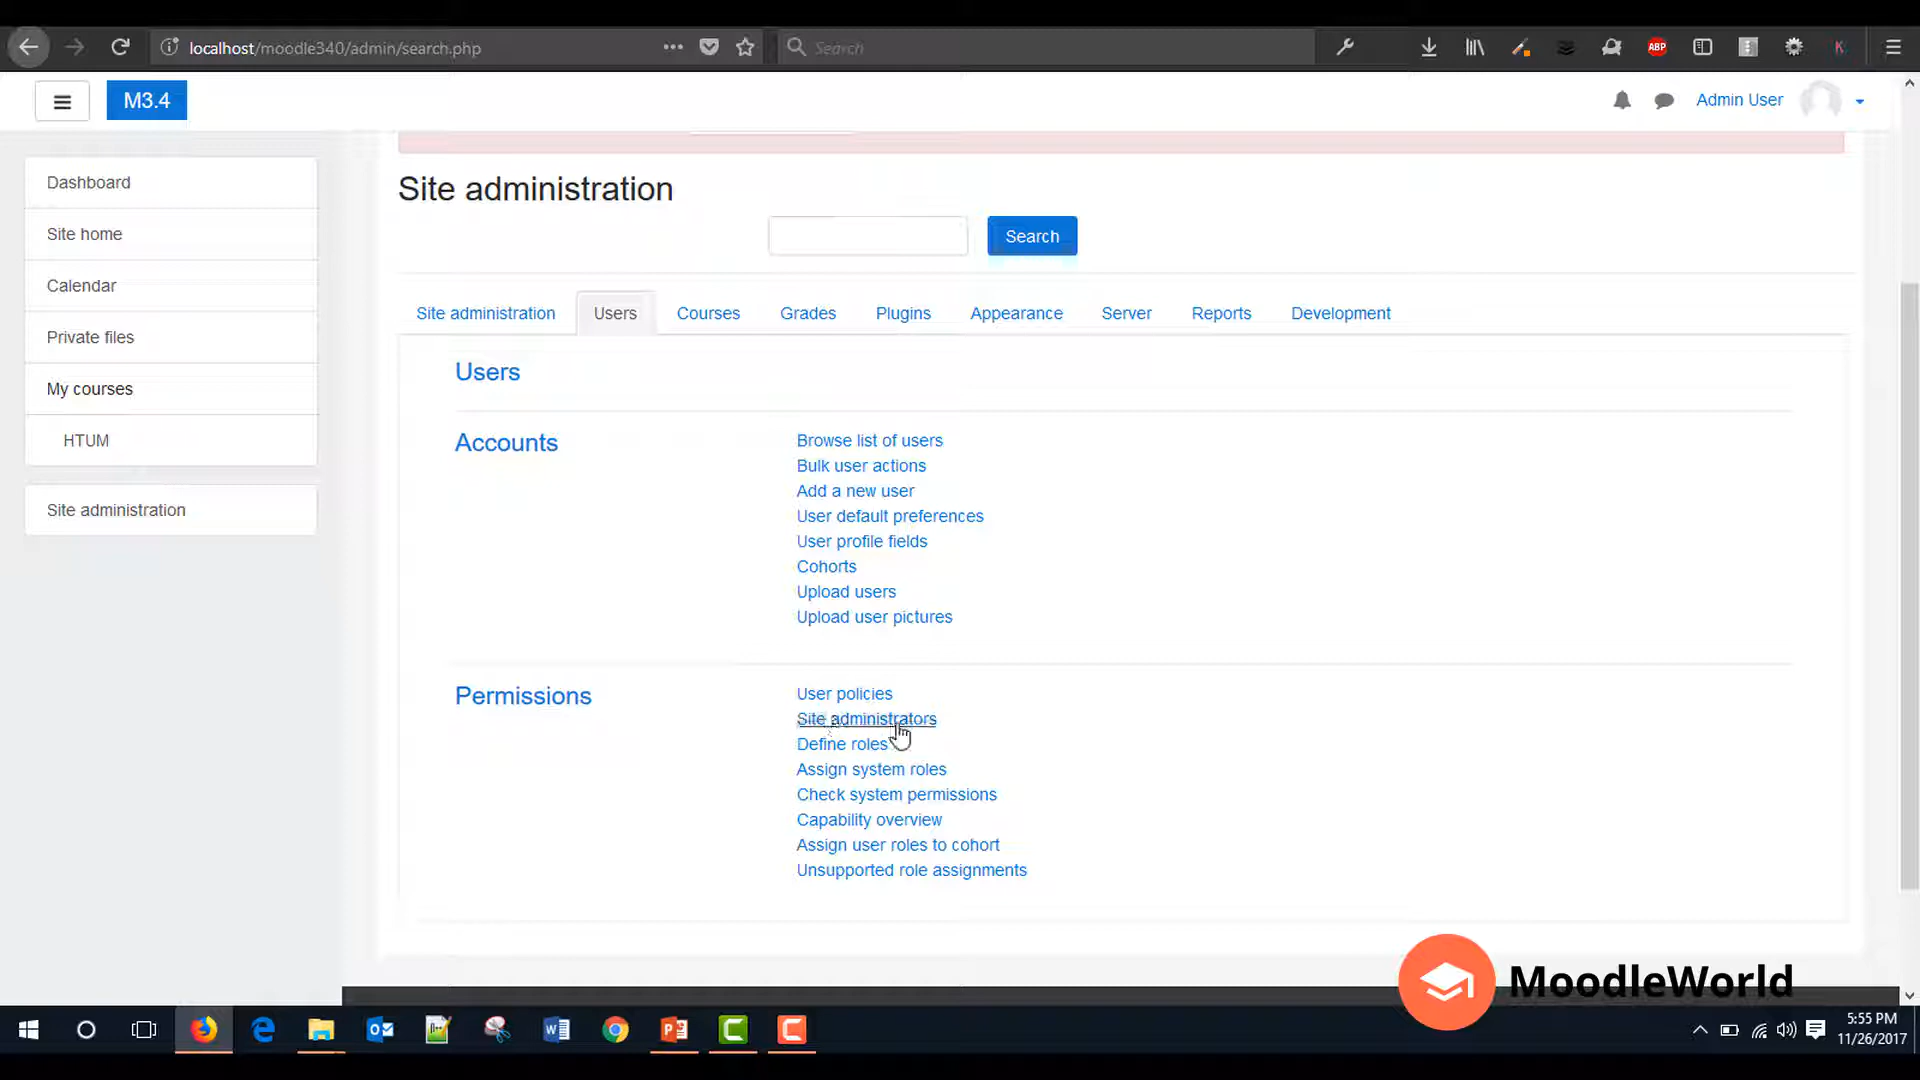 localhost/moodle340/admin/search.php
Search
ABP
K
M3.4
Admin User
Dashboard
Site home
Calendar
Private files
My courses
HTUM
Site administration
Site administration
Search
Site administration Users Courses Grades Plugins Appearance Server Reports Development
Users
Accounts
Browse list of users
Bulk user actions
Add a new user
User default preferences
User profile fields
Cohorts
Upload users
Upload user pictures
Permissions
User policies
Site administrators
Define roles
Assign system roles
Check system permissions
Capability overview
Assign user roles to cohort
Unsupported role assignments
MoodleWorld
5:55 PM
11/26/2017